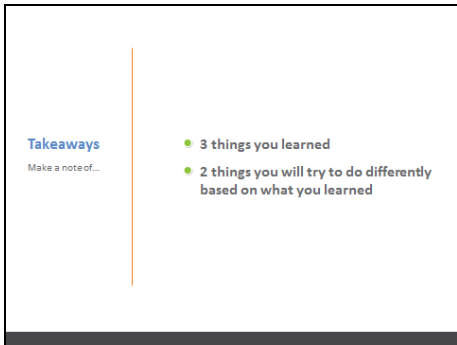 Takeaways
Make a note of...
3 things you learned
2 things you will try to do differently
based on what you learned